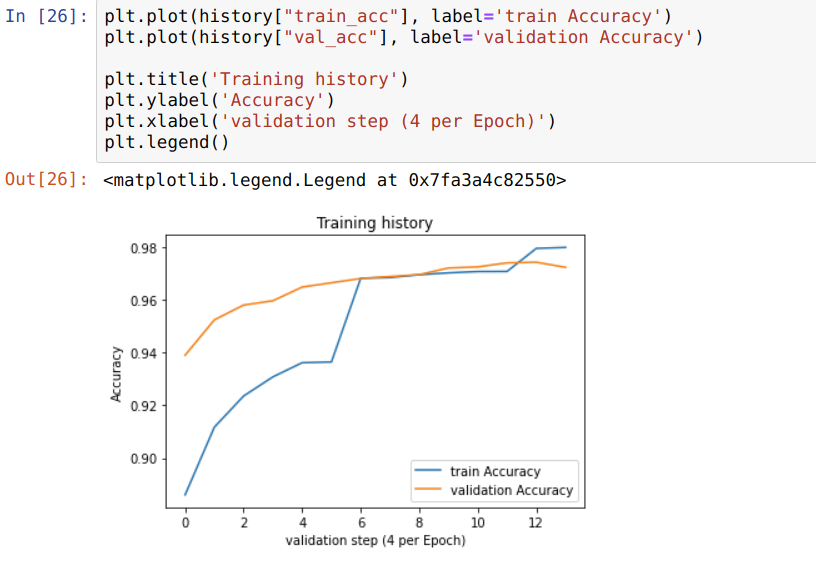 In [26]: plt.plot(history["train_acc"], label='train Accuracy')
plt.plot(history["val_acc"], label='validation Accuracy')
plt.title('Training history')
plt.ylabel('Accuracy')
plt.xlabel('validation step (4 per Epoch)')
plt.legend()
Out[26]: <matplotlib.legend.Legend at 0x7fa3a4c82550>
Training history
0.98
0.96
0.94
0.92
0.90
Accuracy
train Accuracy
validation Accuracy
0 2 4 6 8 10 12
validation step (4 per Epoch)